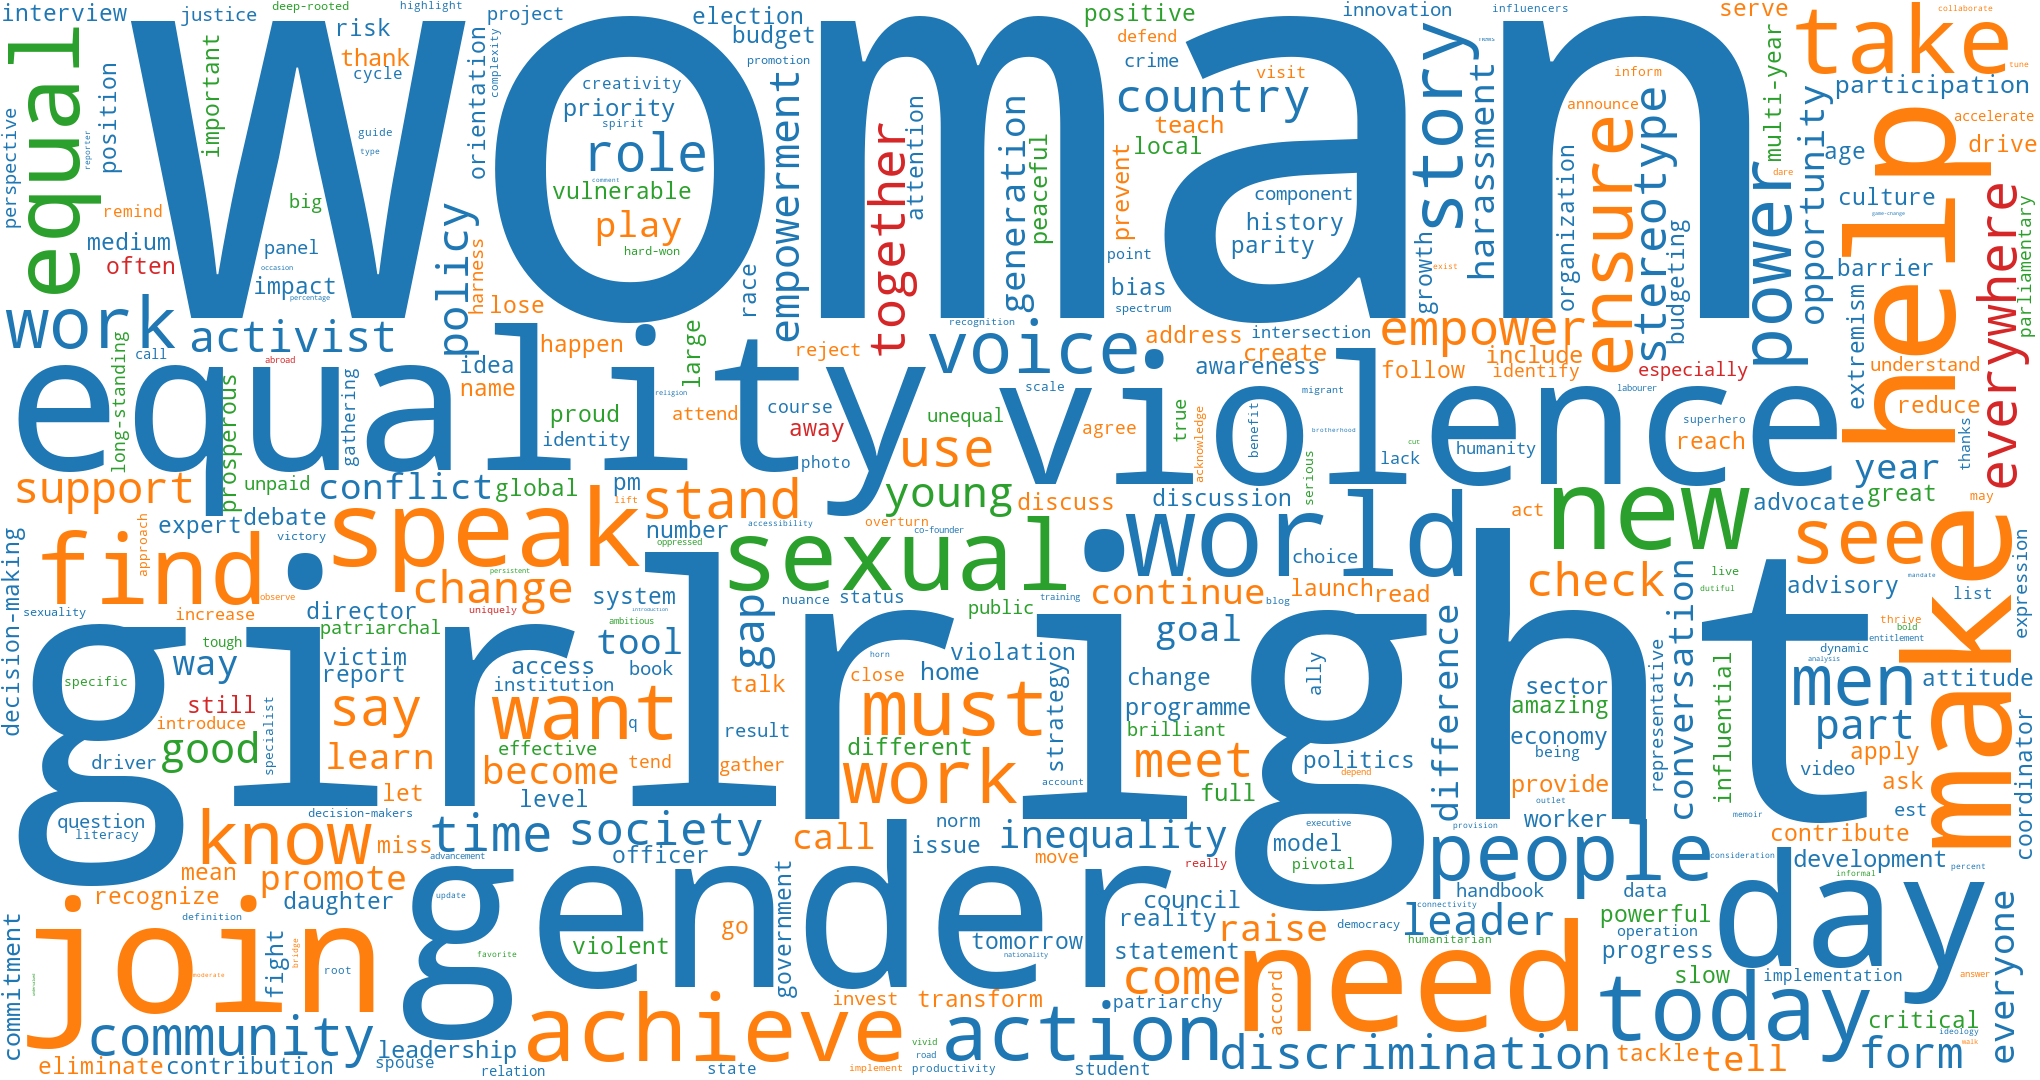 interview
justice
deep-rooted
highlight
project
election
positive
innovation
influencers
serve
take
collaborate
equal
important
risk
thank
cycle
orientation
complexity
budget
promotion
defend
crime
woman
story
visit
inform
tune
participation
position
perspective
reporter
guide
type
creativity
priority
spirit
role
comment
vulnerable
play
hard-won
empowerment
together
attention
generation
peaceful
country
teach
local
prevent
component
history
parity
harassment
announce
ensure
stereotype
multi-year
dare
opportunity
age
culture
game-change
accelerate
drive
help
remind
medium
often
big
panel
occasion
impact
percentage
policy
harness
lose
race
point
bias
spectrum
growth
exist
organization
budgeting
power
barrier
extremism
everywhere
parliamentary
work
activist
call
abroad
idea
name
happen
large
reject
recognition
voice
address
intersection
create
awareness
empower
include
follow
identify
especially
understand
reduce
equality
violence
long-standing
prosperous
gathering
proud
identity
religion
attend
course
away
photo
unequal
use
scale
agree
true
acknowledge
benefit
migrant
brotherhood
lack
cut
humanity
labourer
superhero
reach
thanks
year
support
unpaid
conflict
global
pm
lift
stand
young
discuss
discussion
serious
act
new
advocate
great
may
see
make
decision-making
expert
debate
victory
approach
find
speak
number
oppressed
accessibility
overturn
co-founder
sexual
world
choice
check
expression
change
persistent
uniquely
system
introduction
nuance
status
public
training
continue
blog
launch
read
conversation
live
dutiful
advisory
mandate
list
sexuality
increase
observe
director
patriarchal
ambitious
tool
gap
goal
difference
thrive
bold
entitlement
dynamic
analysis
girl
right
tough
way
victim
report
access
institution
book
horn
violation
home
close
talk
strategy
change
programme
brilliant
ally
politics
depend
sector
amazing
economy
being
representative
influential
men
part
attitude
specific
still
introduce
good
specialist
say
want
q
result
must
different
meet
full
provide
outlet
video
apply
ask
est
coordinator
driver
learn
let
effective
become
level
tend
gather
work
account
question
literacy
know
decision-makers
miss
time
advancement
society
officer
call
norm
issue
inequality
move
really
executive
model
pivotal
provision
people
worker
memoir
consideration
contribute
development
informal
percent
mean
recognize
promote
daughter
definition
update
gender
council
reality
handbook
connectivity
data
day
commitment
join
fight
bridge
root
moderate
favorite
violent
go
government
tomorrow
nationality
statement
raise
democracy
leader
humanitarian
powerful
operation
progress
slow
implementation
answer
everyone
come
need
community
leadership
achieve
invest
transform
action
patriarchy
accord
today
critical
ideology
walk
eliminate
contribution
spouse
relation
state
implement
vivid
road
productivity
student
discrimination
tackle
tell
form